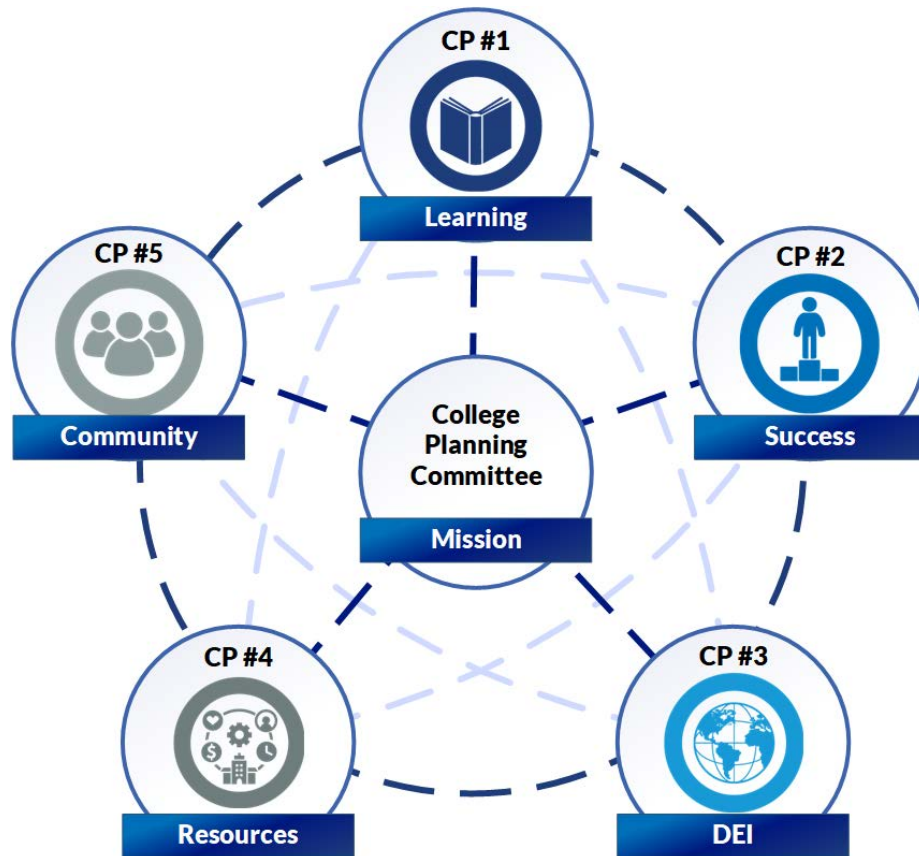 CP #1
Learning
CP #5
Community
CP #2
Success
College
Planning
Committee
Mission
CP #4
Resources
CP #3
DEI